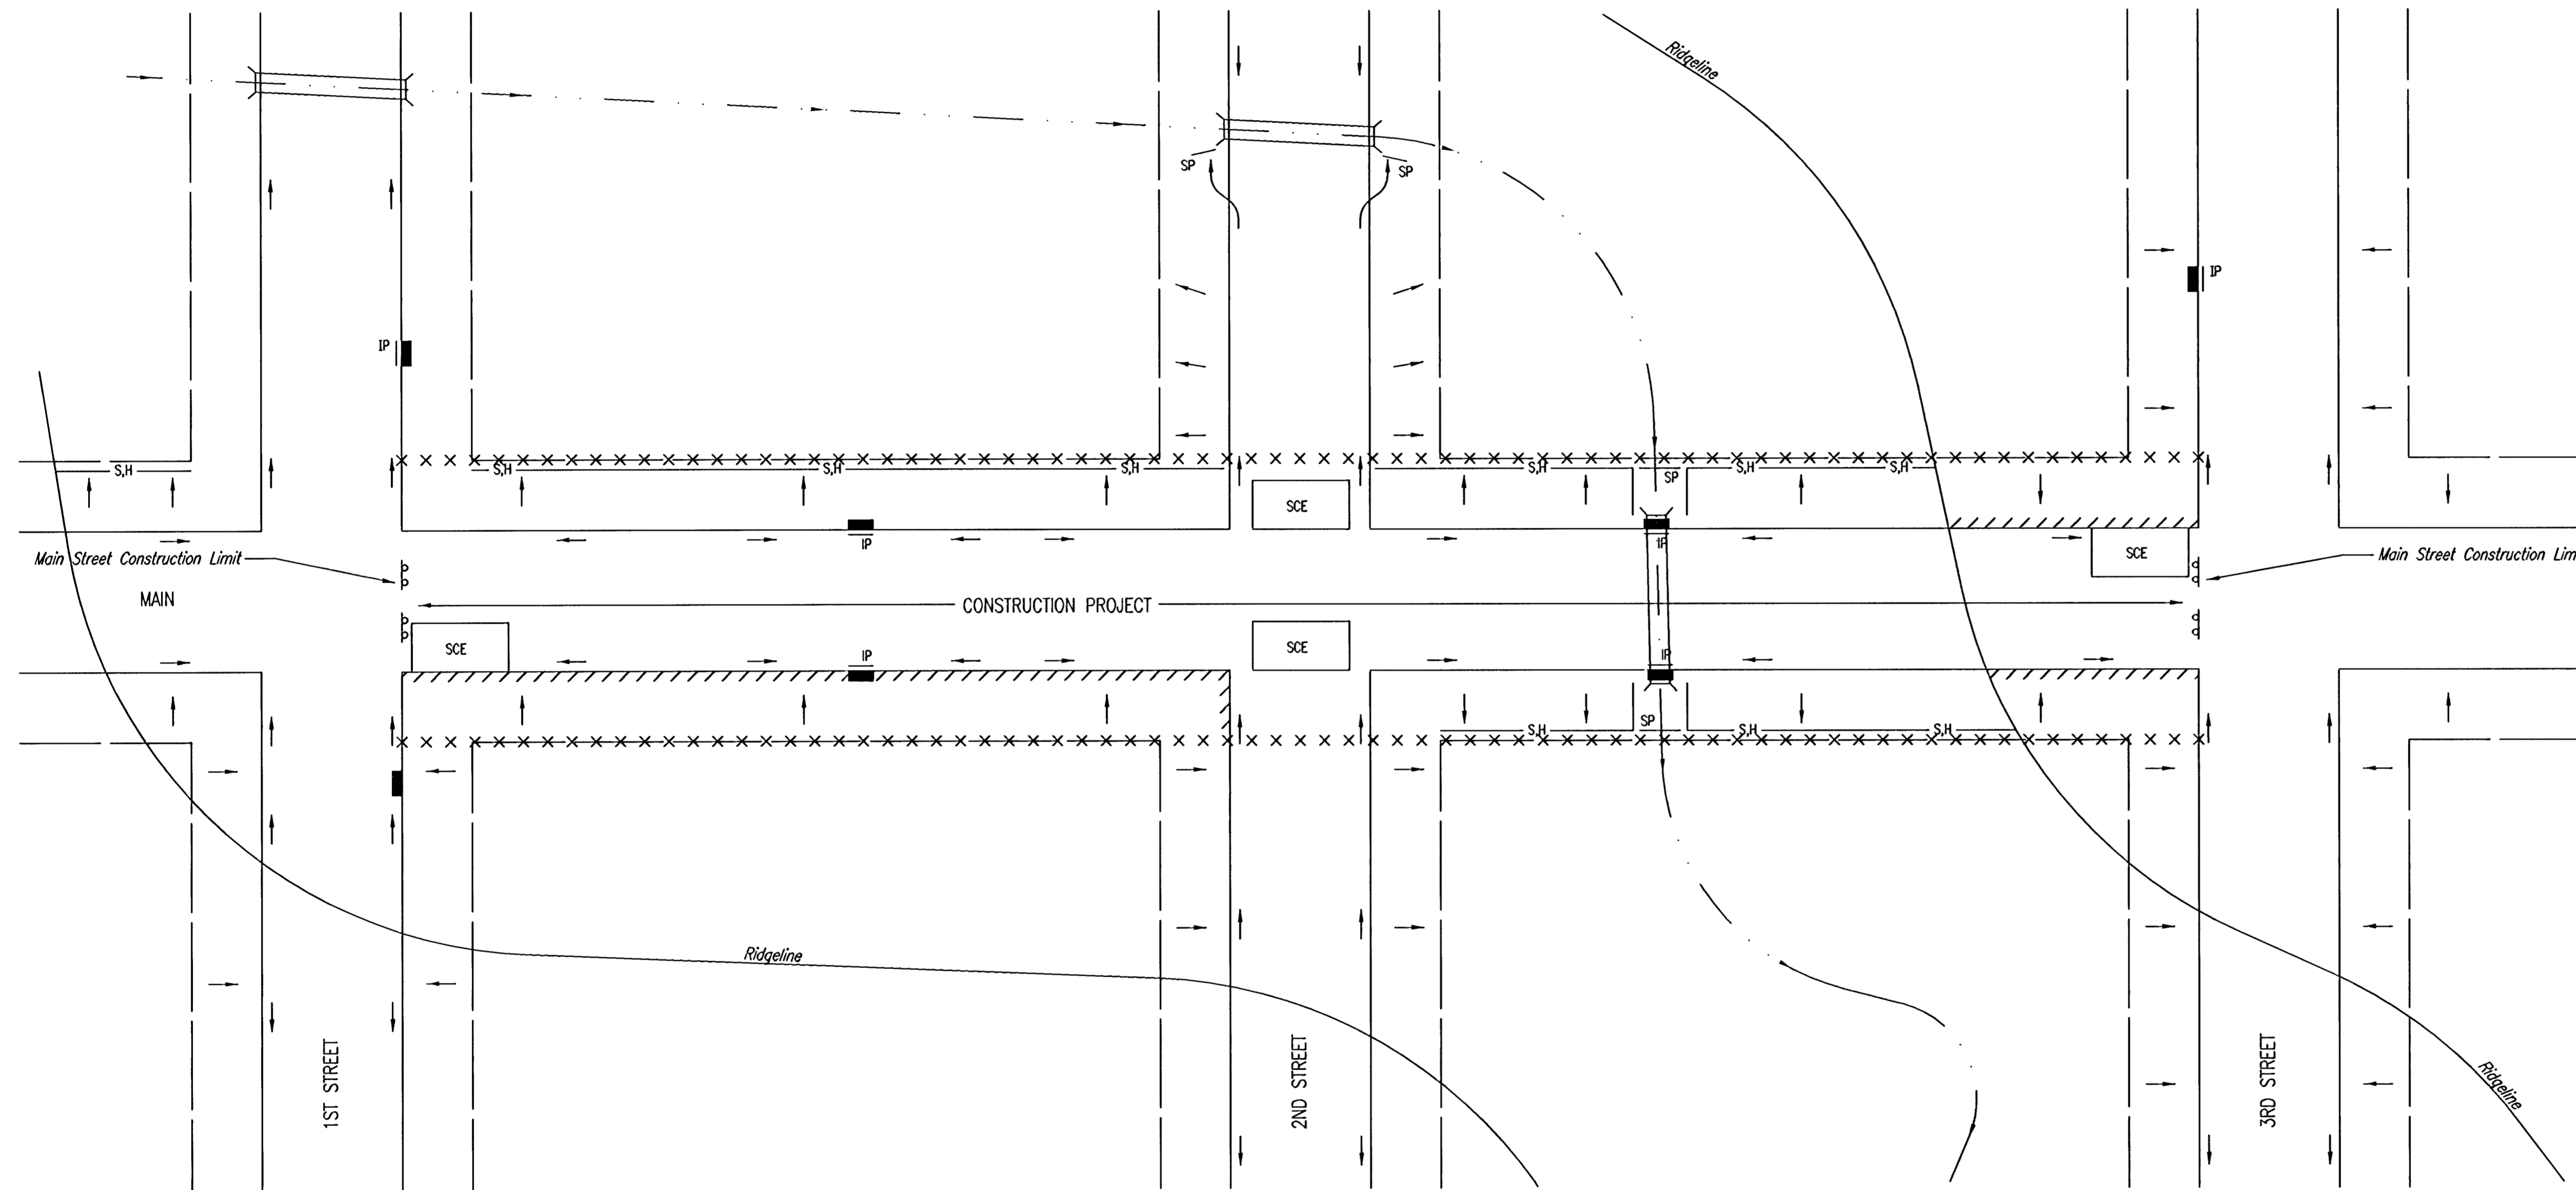 Ridgeline
SP
SP
IP
IP
S,H
S,H
S,H
S,H
S,H
S,H
SP
S,H
SCE
Main Street Construction Limit
IP
IP
SCE
Main Street Construction Lim
MAIN
CONSTRUCTION PROJECT
SCE
IP
SCE
IP
SP
S,H
S,H
S,H
Ridgeline
1ST STREET
2ND STREET
3RD STREET
Ridgeline